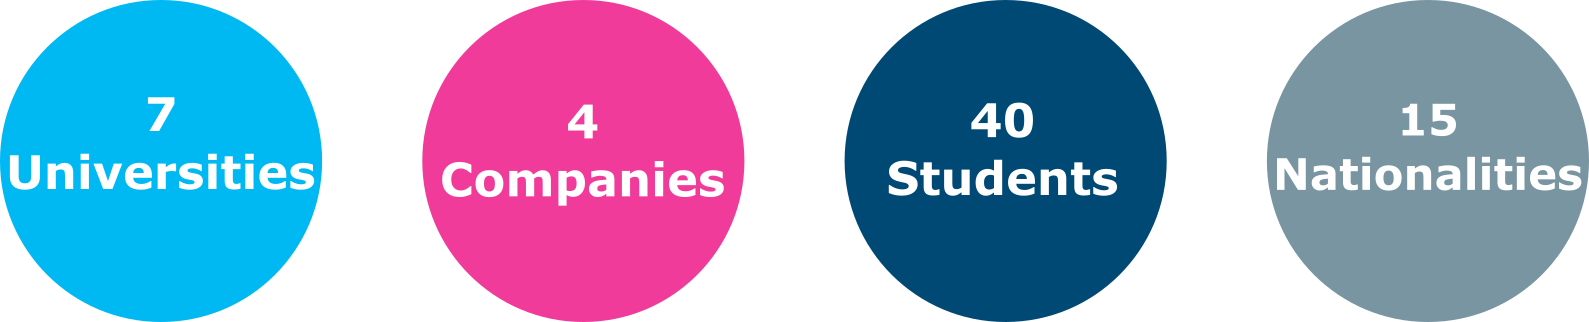 7
Universities
4
Companies
40
Students
15
Nationalities